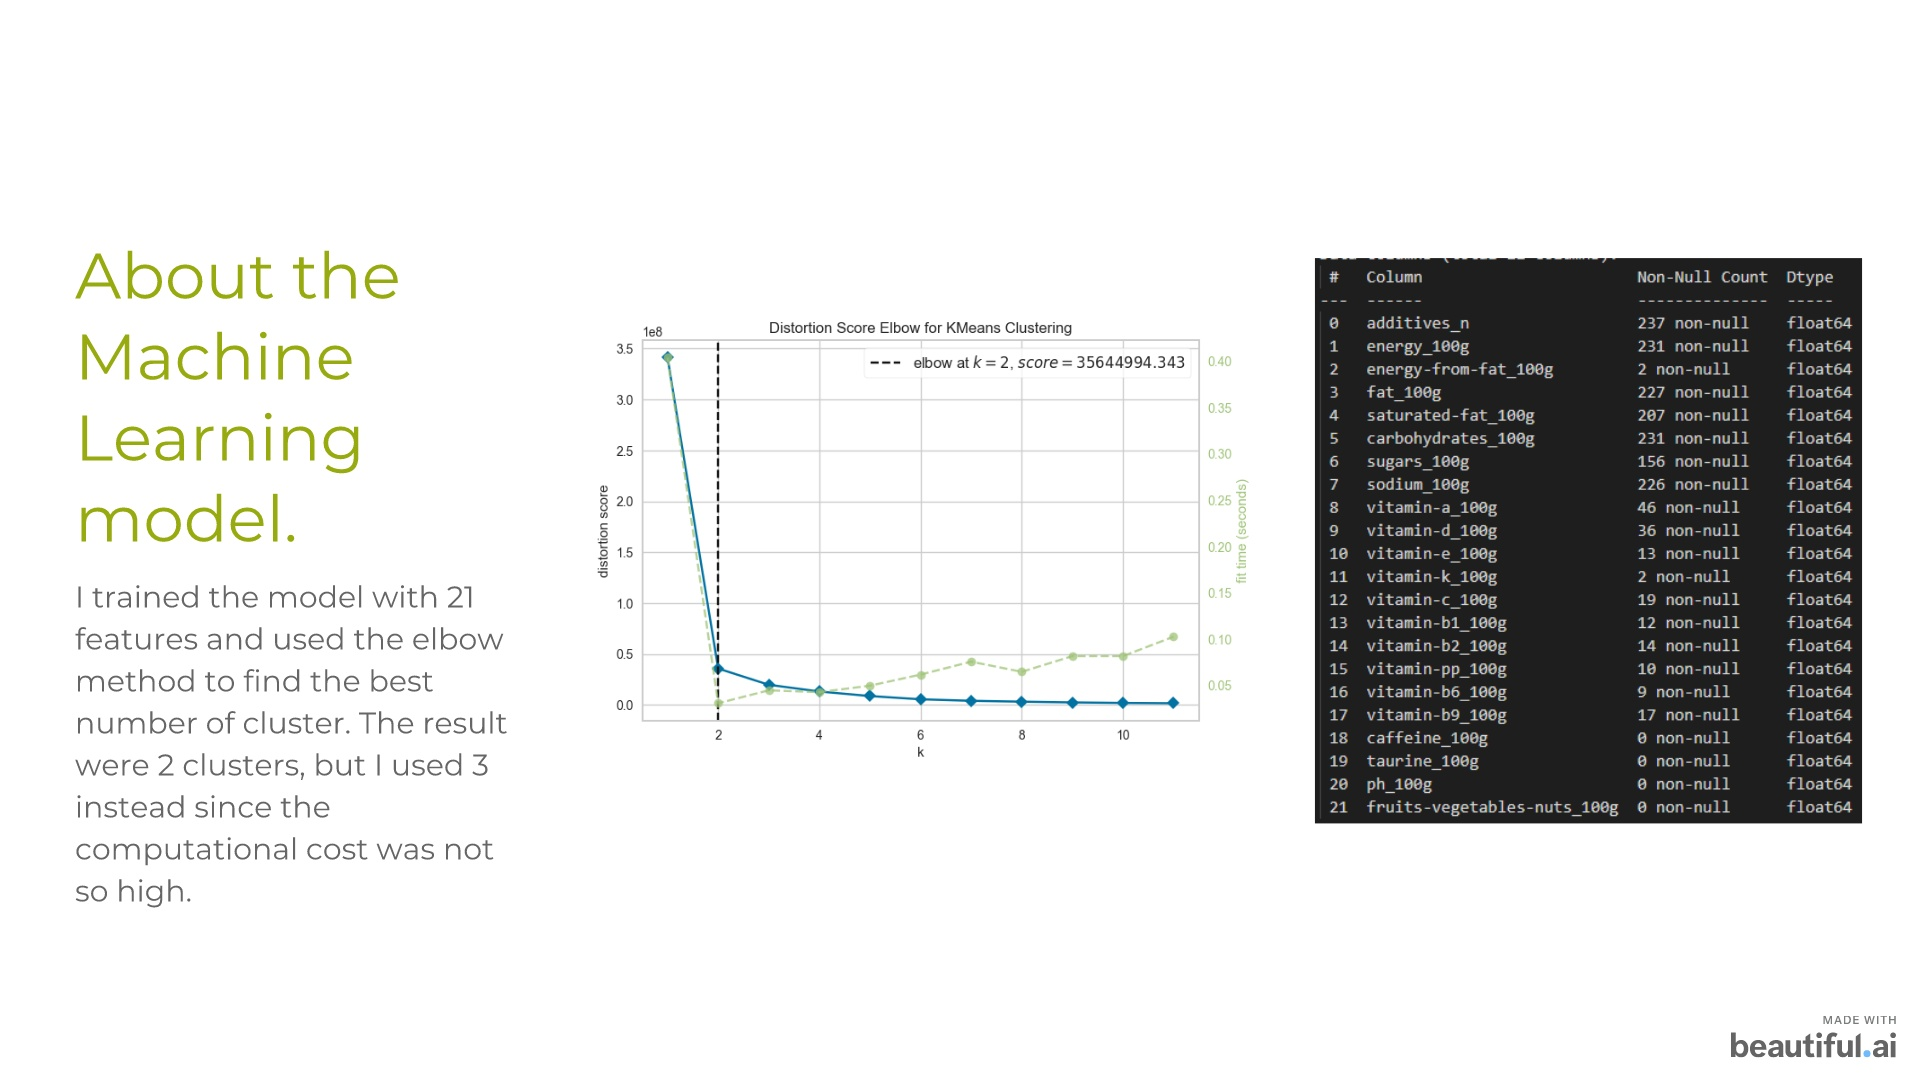 About the
Machine
Learning
model.
I trained the model with 21
features and used the elbow
method to find the best
number of cluster. The result
were 2 clusters, but I used 3
instead since the
computational cost was not
so high.
Distortion Score Elbow for KMeans Clustering
1e8
elbow at k = 2, score = 35644994.343
3.5
3.0
2.5
2.0
1.5
1.0
0.5
0.0
distortion score
2 4 6 8 10
k
0.40
0.35
0.30
0.25
0.20
0.15
0.10
0.05
fit time (seconds)
# Column Non-Null Count Dtype
--- ------ -------------- -----
0 additives_n 237 non-null float64
1 energy_100g 231 non-null float64
2 energy-from-fat_100g 2 non-null float64
3 fat_100g 227 non-null float64
4 saturated-fat_100g 207 non-null float64
5 carbohydrates_100g 231 non-null float64
6 sugars_100g 156 non-null float64
7 sodium_100g 226 non-null float64
8 vitamin-a_100g 46 non-null float64
9 vitamin-d_100g 36 non-null float64
10 vitamin-e_100g 13 non-null float64
11 vitamin-k_100g 2 non-null float64
12 vitamin-c_100g 19 non-null float64
13 vitamin-b1_100g 12 non-null float64
14 vitamin-b2_100g 14 non-null float64
15 vitamin-pp_100g 10 non-null float64
16 vitamin-b6_100g 9 non-null float64
17 vitamin-b9_100g 17 non-null float64
18 caffeine_100g 0 non-null float64
19 taurine_100g 0 non-null float64
20 ph_100g 0 non-null float64
21 fruits-vegetables-nuts_100g 0 non-null float64
MADE WITH
beautiful.ai